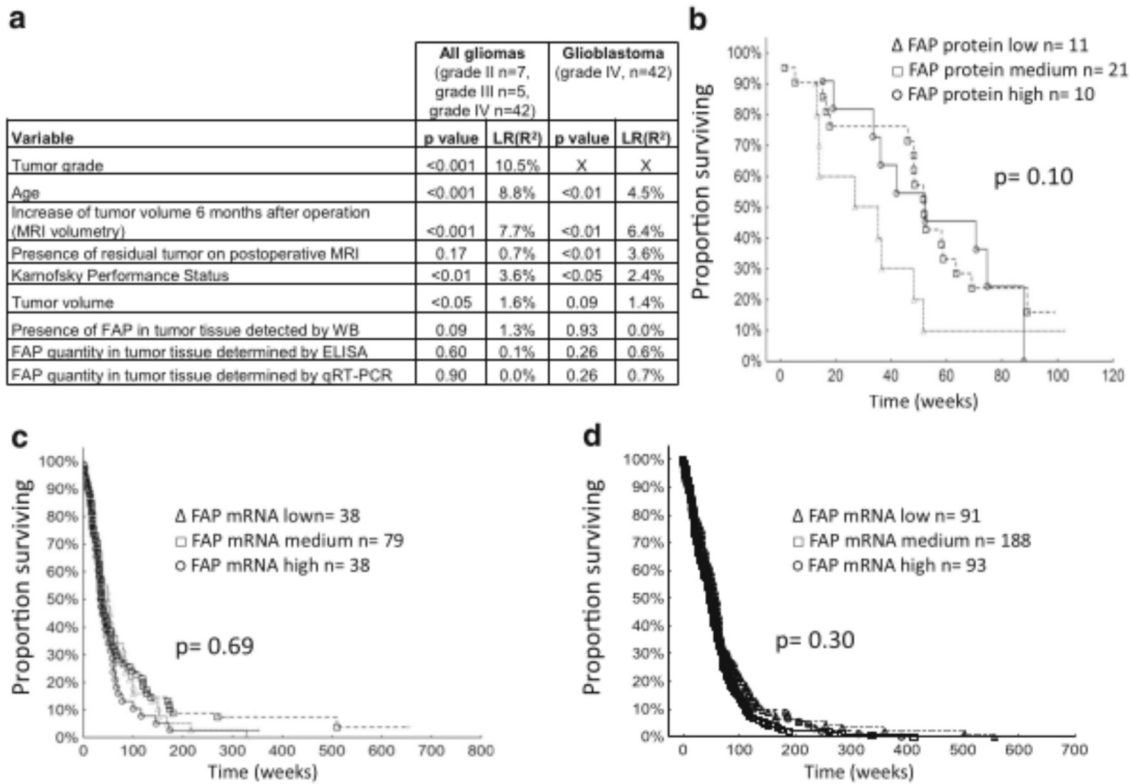 a
All gliomas Glioblastoma
(grade II n=7, (grade IV, n=42)
grade III n=5,
grade IV n=42)
Variable p value LR(R²) p value LR(R²)
Tumor grade <0.001 10.5% X X
Age <0.001 8.8% <0.01 4.5%
Increase of tumor volume 6 months after operation
(MRI volumetry) <0.001 7.7% <0.01 6.4%
Presence of residual tumor on postoperative MRI 0.17 0.7% <0.01 3.6%
Karnofsky Performance Status <0.01 3.6% <0.05 2.4%
Tumor volume <0.05 1.6% 0.09 1.4%
Presence of FAP in tumor tissue detected by WB 0.09 1.3% 0.93 0.0%
FAP quantity in tumor tissue determined by ELISA 0.60 0.1% 0.26 0.6%
FAP quantity in tumor tissue determined by qRT-PCR 0.90 0.0% 0.26 0.7%
b
Proportion surviving
100%
90%
80%
70%
60%
50%
40%
30%
20%
10%
0%
Δ FAP protein low n= 11
□ FAP protein medium n= 21
○ FAP protein high n= 10
p= 0.10
0 20 40 60 80 100 120
Time (weeks)
c
Proportion surviving
100%
90%
80%
70%
60%
50%
40%
30%
20%
10%
0%
Δ FAP mRNA lown= 38
□ FAP mRNA medium n= 79
○ FAP mRNA high n= 38
p= 0.69
0 100 200 300 400 500 600 700 800
Time (weeks)
d
Proportion surviving
100%
90%
80%
70%
60%
50%
40%
30%
20%
10%
0%
Δ FAP mRNA low n= 91
□ FAP mRNA medium n= 188
○ FAP mRNA high n= 93
p= 0.30
0 100 200 300 400 500 600 700
Time (weeks)